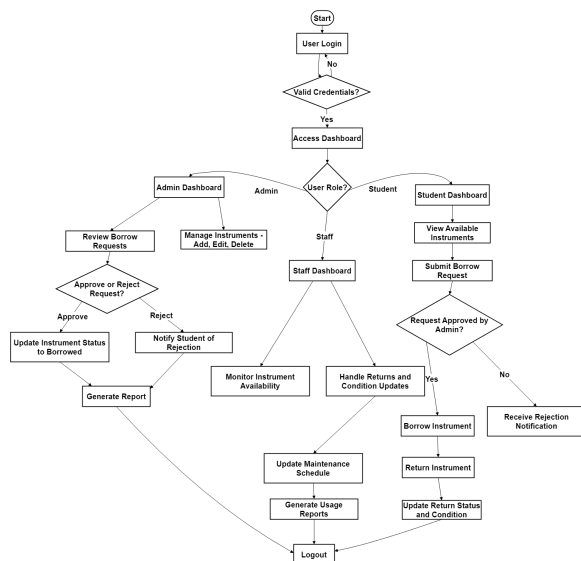 Start
User Login
No
Valid Credentials?
Yes
Access Dashboard
User Role?
Admin
Student
Staff
Admin Dashboard
Review Borrow
Requests
Manage Instruments -
Add, Edit, Delete
Approve or Reject
Request?
Approve
Reject
Update Instrument Status
to Borrowed
Notify Student of
Rejection
Generate Report
Staff Dashboard
Monitor Instrument
Availability
Handle Returns and
Condition Updates
Update Maintenance
Schedule
Generate Usage
Reports
Student Dashboard
View Available
Instruments
Submit Borrow
Request
Request Approved by
Admin?
Yes
No
Borrow Instrument
Receive Rejection
Notification
Return Instrument
Update Return Status
and Condition
Logout